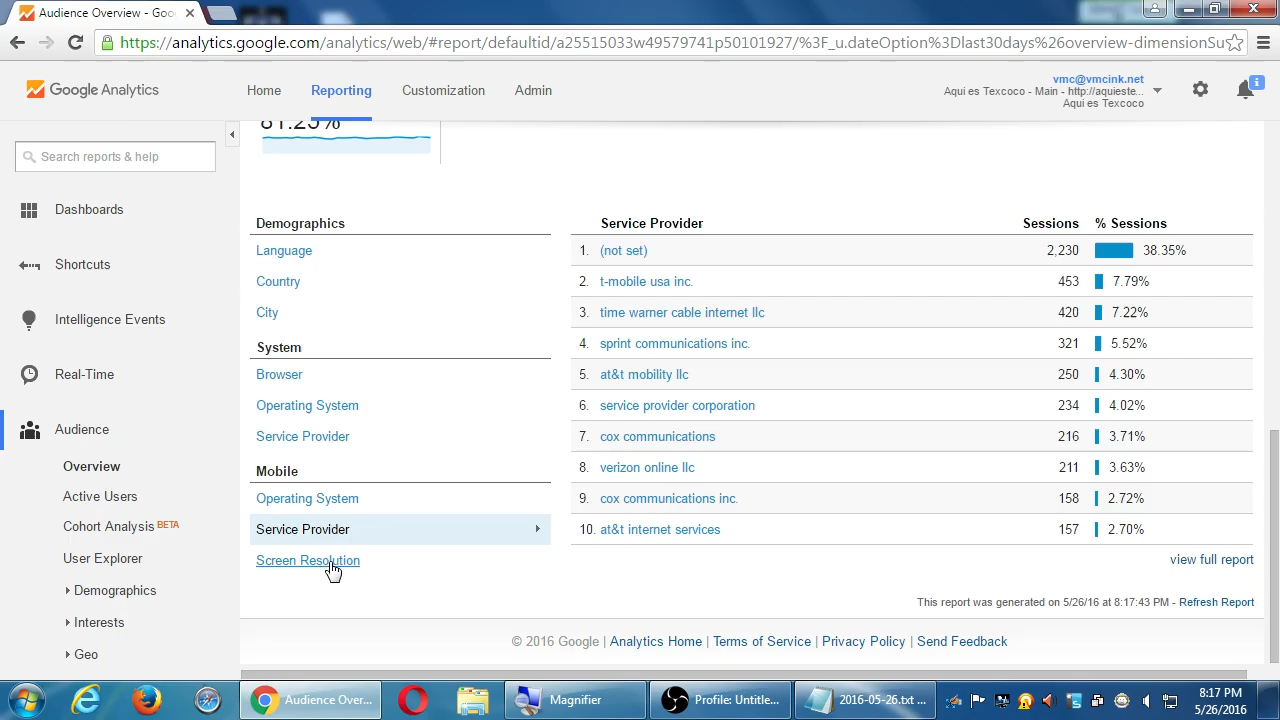 Audience Overview - Goo
https://analytics.google.com/analytics/web/#report/defaultid/a25515033w49579741p50101927/%3F_u.dateOption%3Dlast30days%26overview-dimensionSu
Google Analytics
Home
Reporting
Customization
Admin
vmc@vmcink.net
Aqui es Texcoco - Main - http://aquieste...
Aqui es Texcoco
i
81.25%
Search reports & help
Dashboards
Shortcuts
Intelligence Events
Real-Time
Audience
Overview
Active Users
Cohort Analysis BETA
User Explorer
Demographics
Interests
Geo
Demographics
Language
Country
City
System
Browser
Operating System
Service Provider
Mobile
Operating System
Service Provider
Screen Resolution
Service Provider Sessions % Sessions
1. (not set) 2,230 38.35%
2. t-mobile usa inc. 453 7.79%
3. time warner cable internet llc 420 7.22%
4. sprint communications inc. 321 5.52%
5. at&t mobility llc 250 4.30%
6. service provider corporation 234 4.02%
7. cox communications 216 3.71%
8. verizon online llc 211 3.63%
9. cox communications inc. 158 2.72%
10. at&t internet services 157 2.70%
view full report
This report was generated on 5/26/16 at 8:17:43 PM - Refresh Report
© 2016 Google | Analytics Home | Terms of Service | Privacy Policy | Send Feedback
Audience Over...
Magnifier
Profile: Untitle...
2016-05-26.txt ...
8:17 PM
5/26/2016